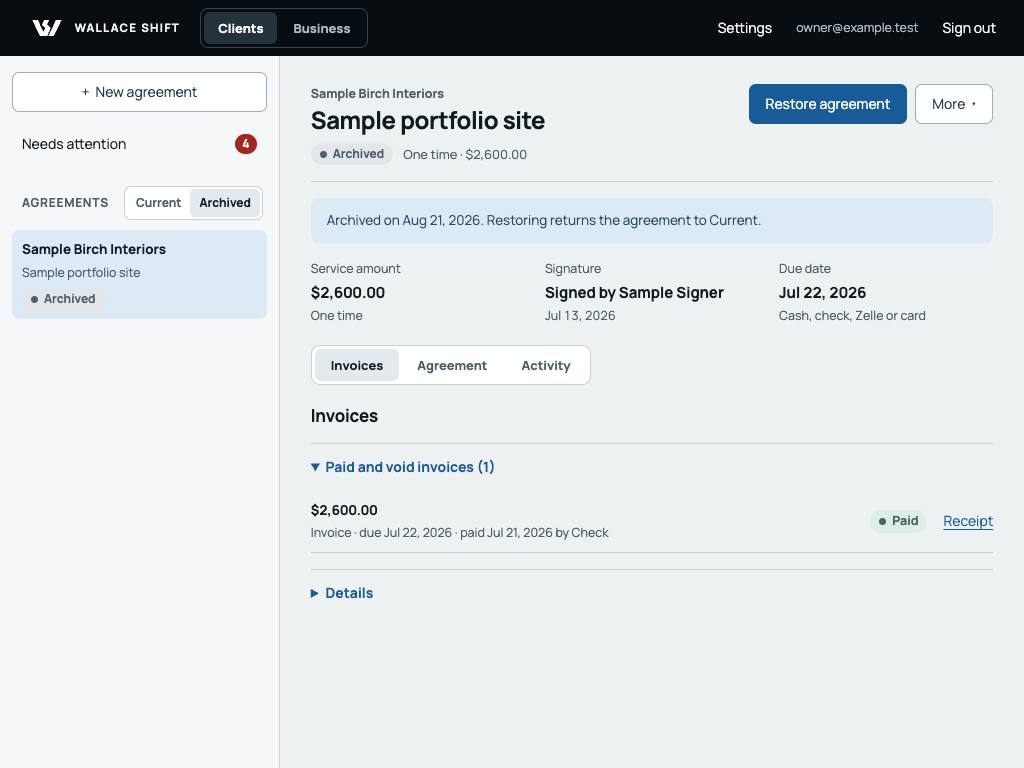 WALLACE SHIFT
Clients
Business
Settings
owner@example.test
Sign out
+ New agreement
Needs attention
4
AGREEMENTS
Current
Archived
Sample Birch Interiors
Sample portfolio site
Archived
Sample Birch Interiors
Sample portfolio site
Archived
One time · $2,600.00
Restore agreement
More
Archived on Aug 21, 2026. Restoring returns the agreement to Current.
Service amount
$2,600.00
One time
Signature
Signed by Sample Signer
Jul 13, 2026
Due date
Jul 22, 2026
Cash, check, Zelle or card
Invoices
Agreement
Activity
Invoices
Paid and void invoices (1)
$2,600.00
Invoice · due Jul 22, 2026 · paid Jul 21, 2026 by Check
Paid
Receipt
Details